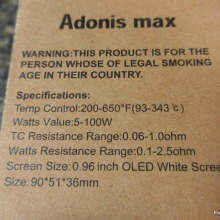 Adonis max
WARNING:THIS PRODUCT IS FOR THE
PERSON WHOSE OF LEGAL SMOKING
AGE IN THEIR COUNTRY.
Specifications:
Temp Control:200-650°F(93-343℃)
Watts Value:5-100W
TC Resistance Range:0.06-1.0ohm
Watts Resistance Range:0.1-2.5ohm
Screen Size:0.96 inch OLED White Scree
Size:90*51*36mm